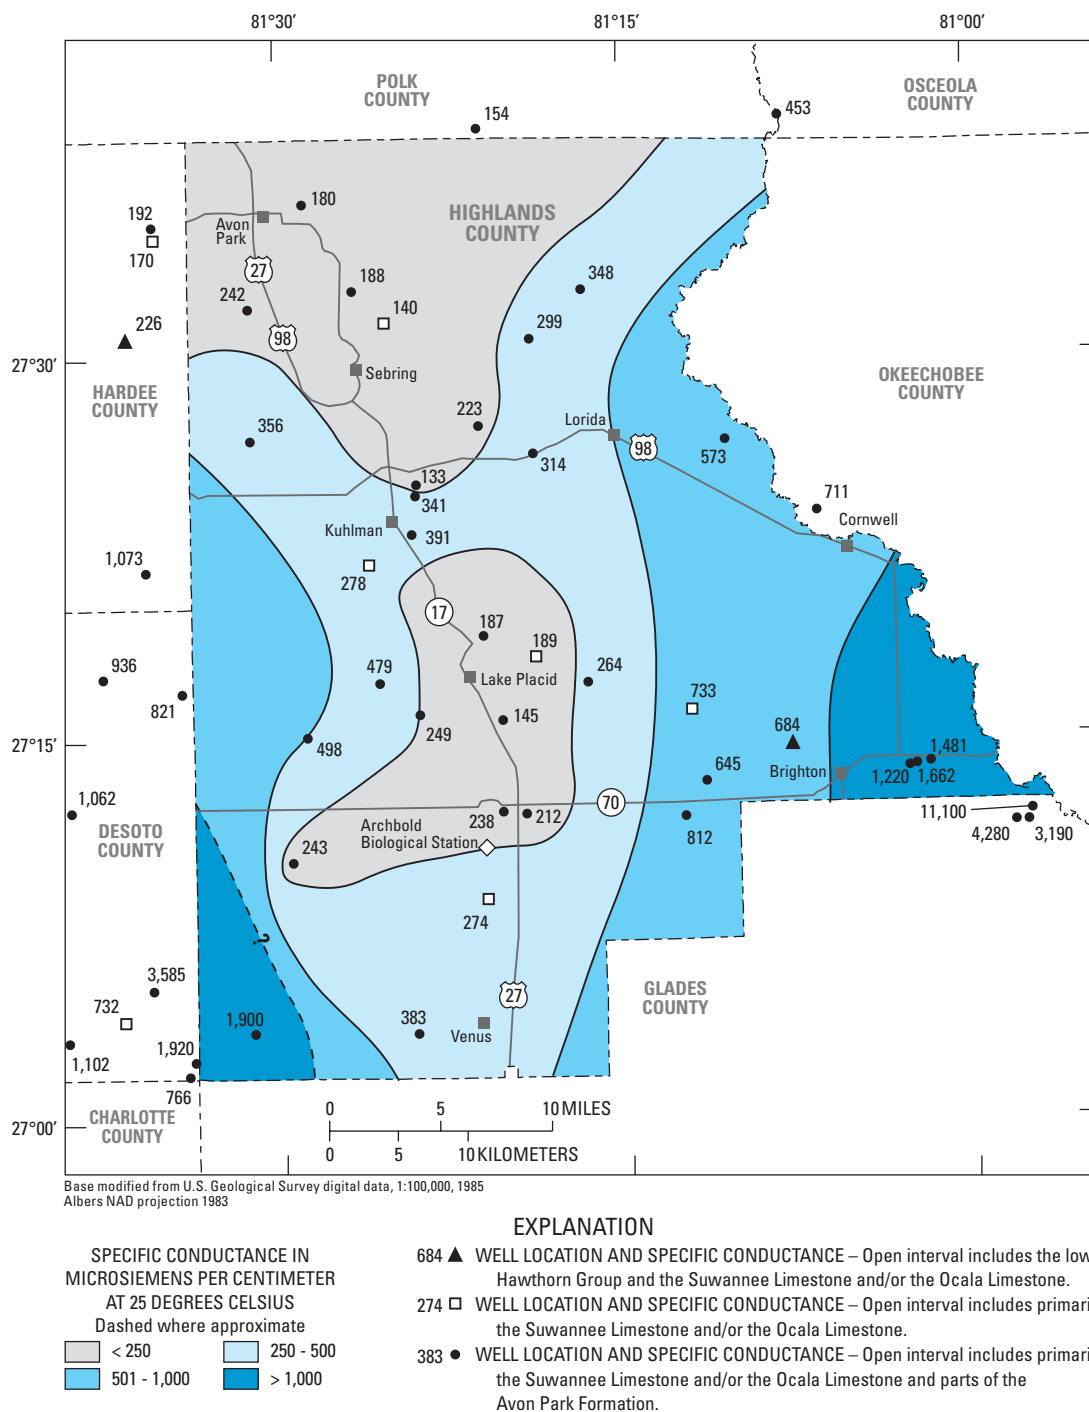 81°30′
81°15′
81°00′
POLK
COUNTY
OSCEOLA
COUNTY
154
453
180
HIGHLANDS
COUNTY
192
Avon
Park
170
27
188
348
242
140
226
299
98
27°30′
Sebring
HARDEE
COUNTY
OKEECHOBEE
COUNTY
223
356
Lorida
98
314
573
133
341
711
Kuhlman
391
Cornwell
1,073
278
17
187
189
936
479
Lake Placid
264
733
821
249
145
684
27°15′
498
1,481
645
Brighton
1,220
1,662
1,062
70
11,100
238
212
812
4,280
3,190
DESOTO
COUNTY
Archbold
Biological Station
243
274
?
3,585
GLADES
COUNTY
732
27
1,900
383
Venus
1,102
1,920
766
27°00′
CHARLOTTE
COUNTY
0 5 10 MILES
0 5 10 KILOMETERS
Base modified from U.S. Geological Survey digital data, 1:100,000, 1985
Albers NAD projection 1983
EXPLANATION
SPECIFIC CONDUCTANCE IN
MICROSIEMENS PER CENTIMETER
AT 25 DEGREES CELSIUS
Dashed where approximate
< 250
250 - 500
501 - 1,000
> 1,000
684 WELL LOCATION AND SPECIFIC CONDUCTANCE – Open interval includes the low
Hawthorn Group and the Suwannee Limestone and/or the Ocala Limestone.
274 WELL LOCATION AND SPECIFIC CONDUCTANCE – Open interval includes primari
the Suwannee Limestone and/or the Ocala Limestone.
383 WELL LOCATION AND SPECIFIC CONDUCTANCE – Open interval includes primari
the Suwannee Limestone and/or the Ocala Limestone and parts of the
Avon Park Formation.